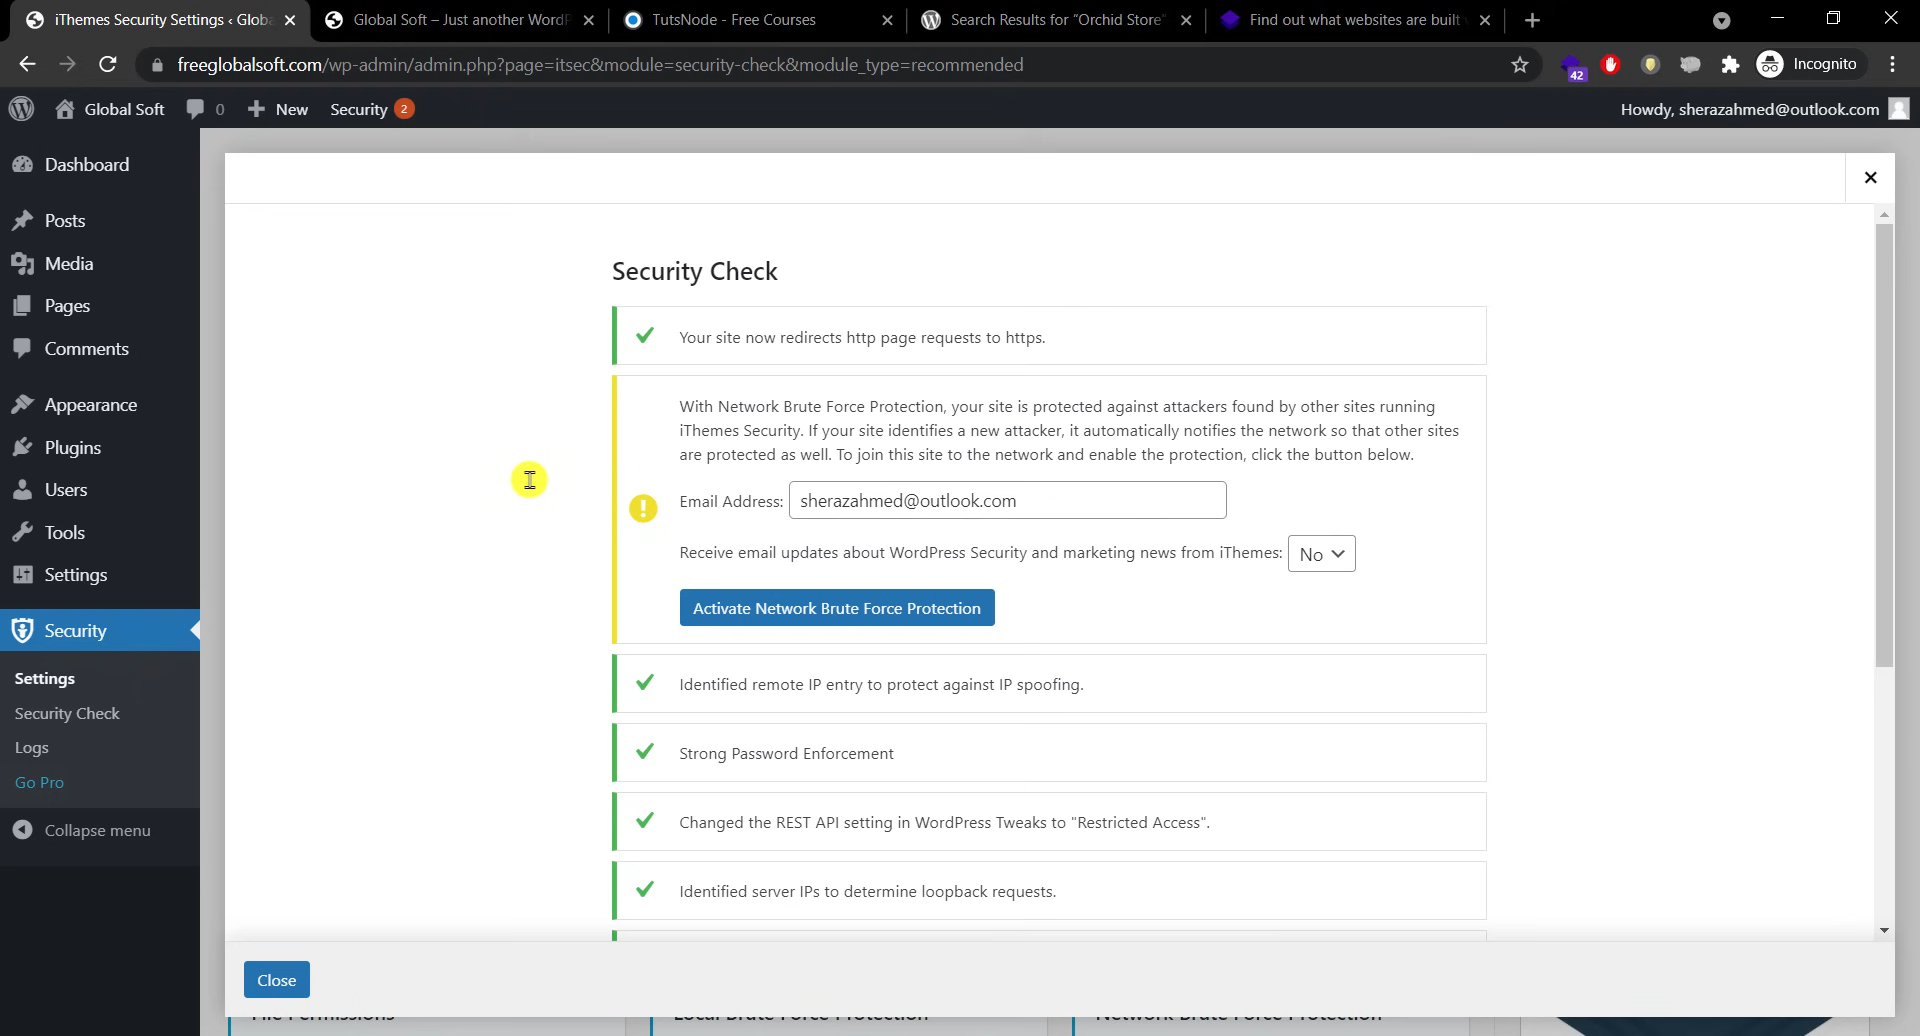 iThemes Security Settings ‹ Globa
Global Soft – Just another WordP
TutsNode - Free Courses
Search Results for "Orchid Store"
Find out what websites are built
freeglobalsoft.com/wp-admin/admin.php?page=itsec&module=security-check&module_type=recommended
42
Incognito
Global Soft
0
New
Security 2
Howdy, sherazahmed@outlook.com
Dashboard
Posts
Media
Pages
Comments
Appearance
Plugins
Users
Tools
Settings
Security
Settings
Security Check
Logs
Go Pro
Collapse menu
Security Check
Your site now redirects http page requests to https.
With Network Brute Force Protection, your site is protected against attackers found by other sites running
iThemes Security. If your site identifies a new attacker, it automatically notifies the network so that other sites
are protected as well. To join this site to the network and enable the protection, click the button below.
Email Address: sherazahmed@outlook.com
Receive email updates about WordPress Security and marketing news from iThemes: No
Activate Network Brute Force Protection
Identified remote IP entry to protect against IP spoofing.
Strong Password Enforcement
Changed the REST API setting in WordPress Tweaks to "Restricted Access".
Identified server IPs to determine loopback requests.
Close
File Permissions
Local Brute Force Protection
Network Brute Force Protection